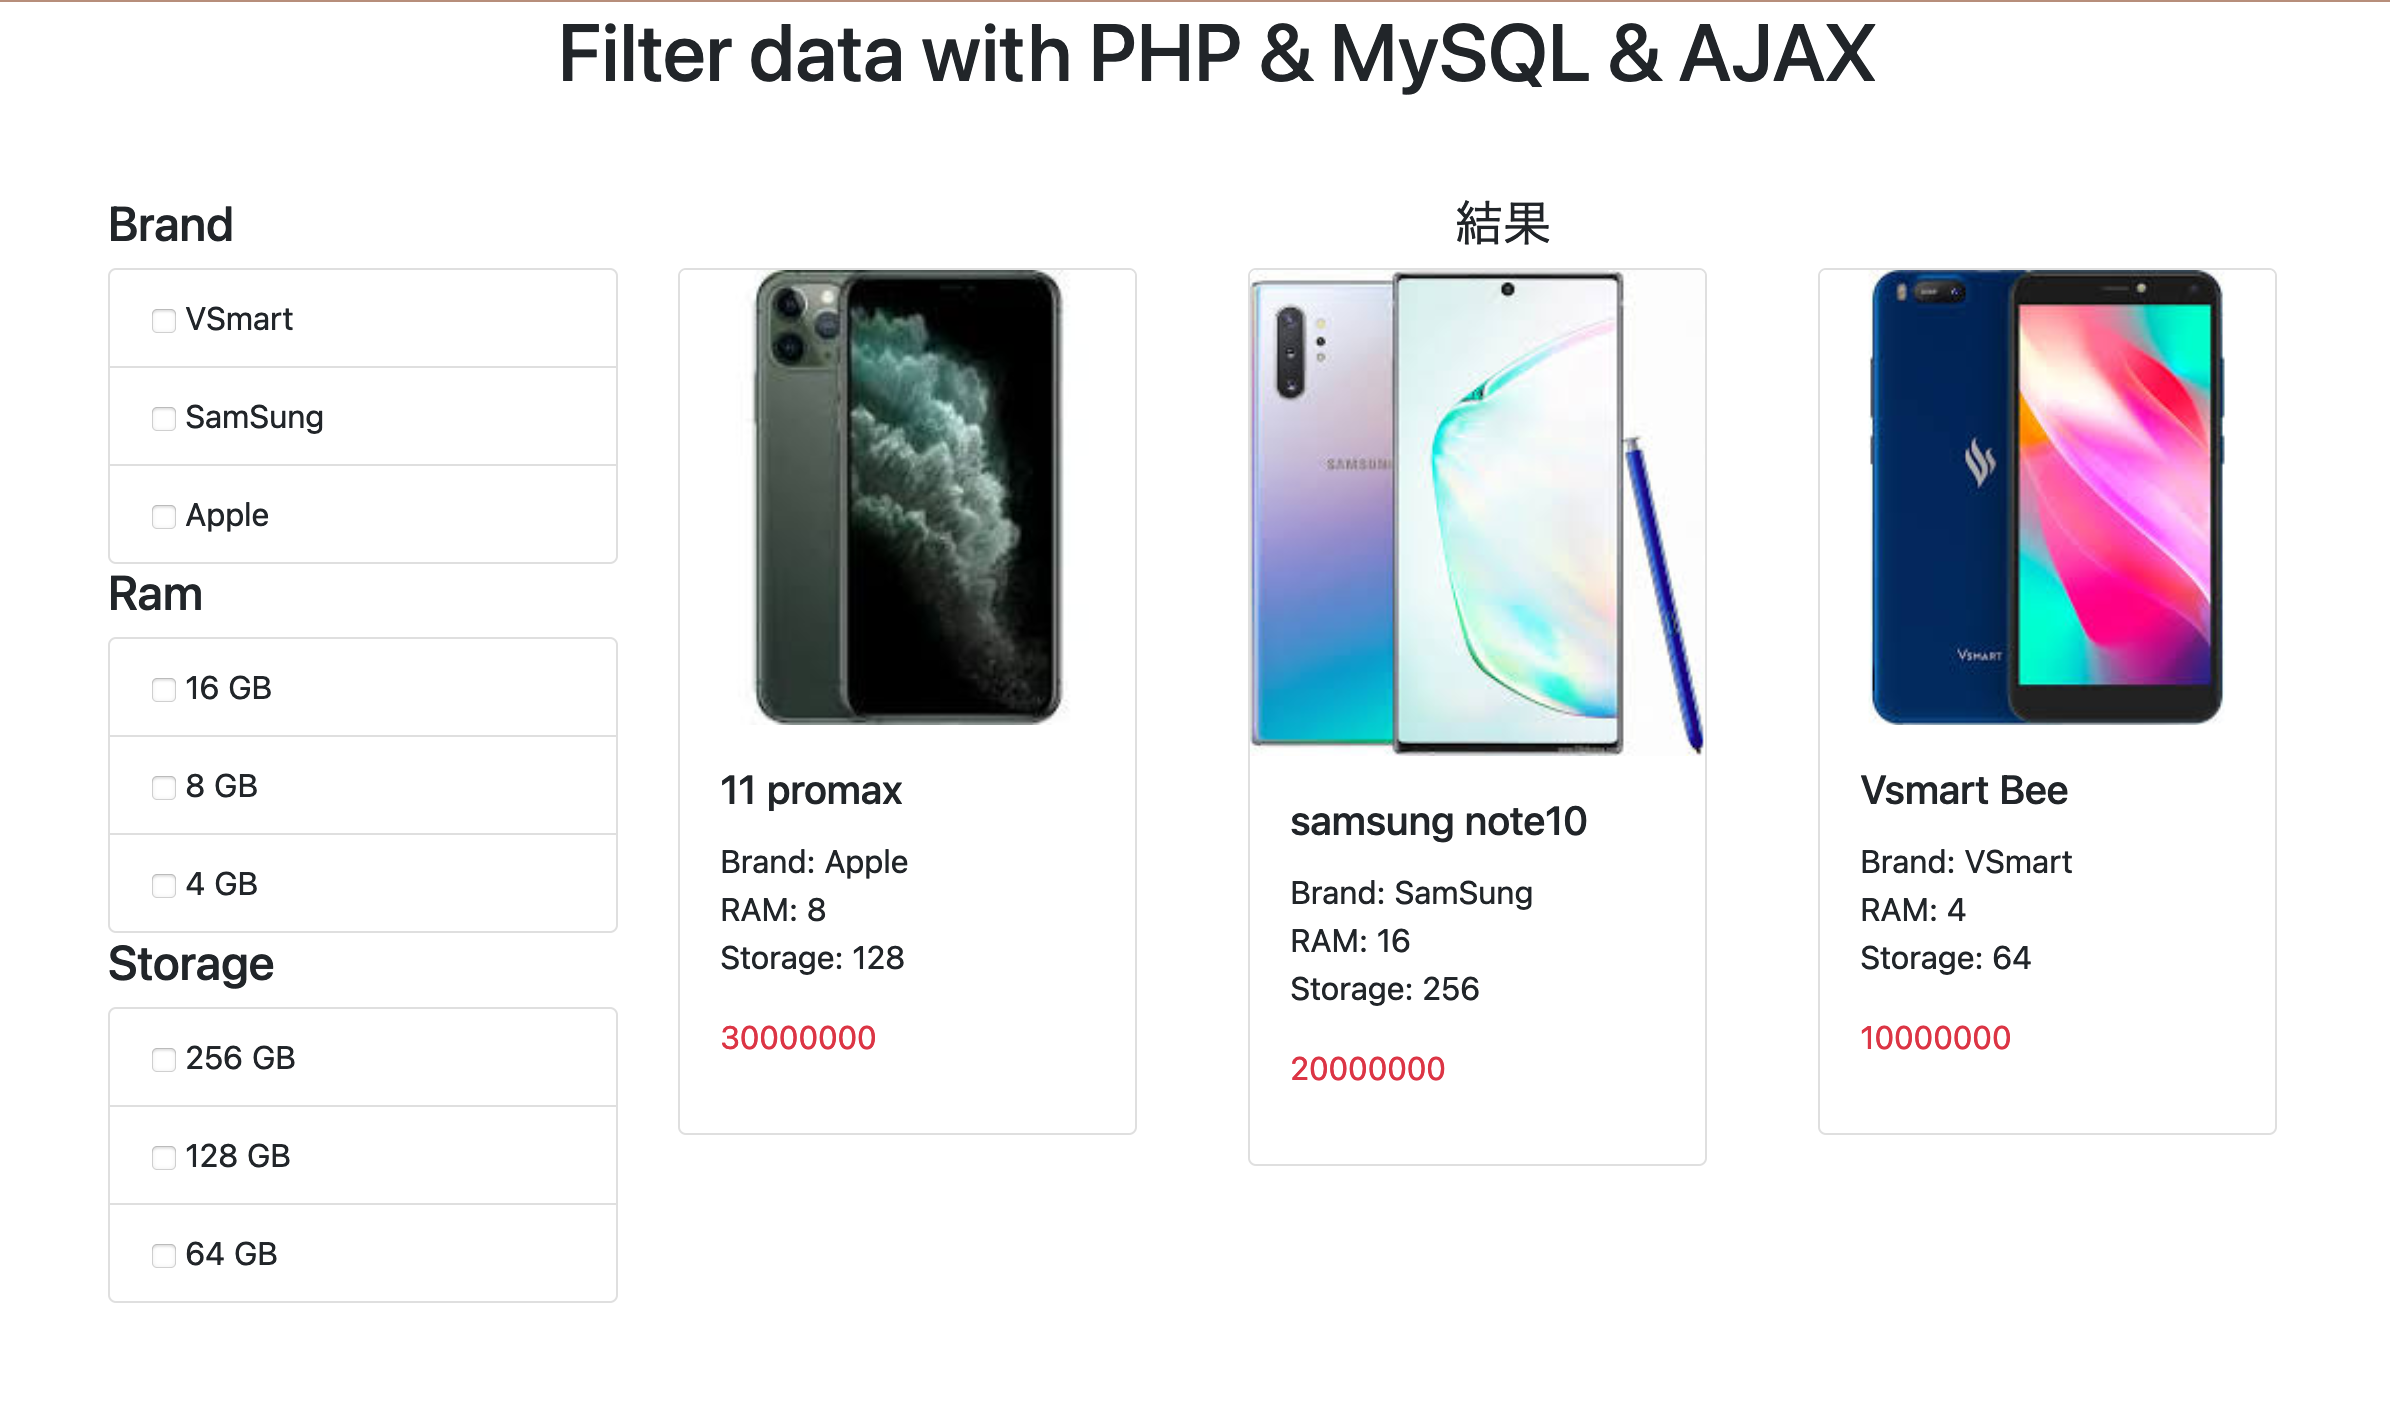 Filter data with PHP & MySQL & AJAX
Brand
VSmart
SamSung
Apple
Ram
16 GB
8 GB
4 GB
Storage
256 GB
128 GB
64 GB
結果
11 promax
Brand: Apple
RAM: 8
Storage: 128
30000000
SAMSUN
samsung note10
Brand: SamSung
RAM: 16
Storage: 256
20000000
VSMART
Vsmart Bee
Brand: VSmart
RAM: 4
Storage: 64
10000000